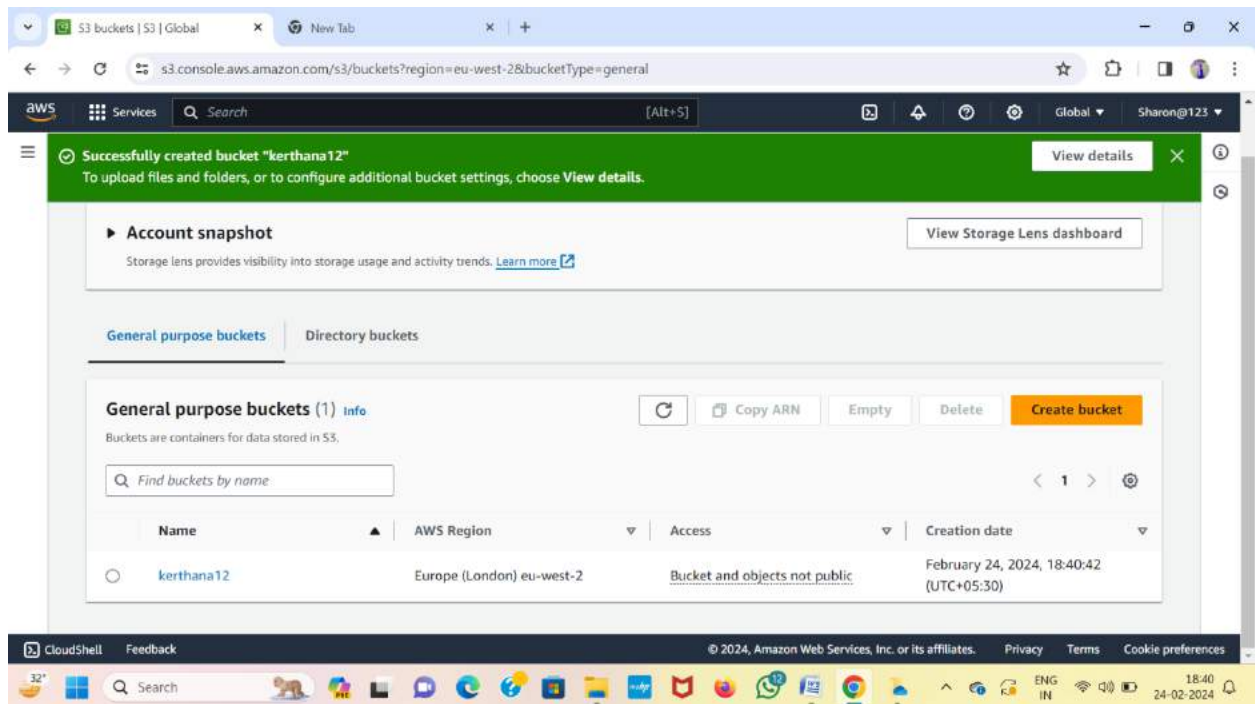 S3 buckets | S3 | Global
New Tab
s3.console.aws.amazon.com/s3/buckets?region=eu-west-2&bucketType=general
aws Services Search [Alt+S] Global Sharon@123
Successfully created bucket "kerthana12" View details
To upload files and folders, or to configure additional bucket settings, choose View details.
Account snapshot View Storage Lens dashboard
Storage lens provides visibility into storage usage and activity trends. Learn more
General purpose buckets Directory buckets
General purpose buckets (1) Info Copy ARN Empty Delete Create bucket
Buckets are containers for data stored in S3.
Find buckets by name 1
Name AWS Region Access Creation date
kerthana12 Europe (London) eu-west-2 Bucket and objects not public February 24, 2024, 18:40:42
(UTC+05:30)
CloudShell Feedback © 2024, Amazon Web Services, Inc. or its affiliates. Privacy Terms Cookie preferences
32° Search ENG 18:40
IN 24-02-2024